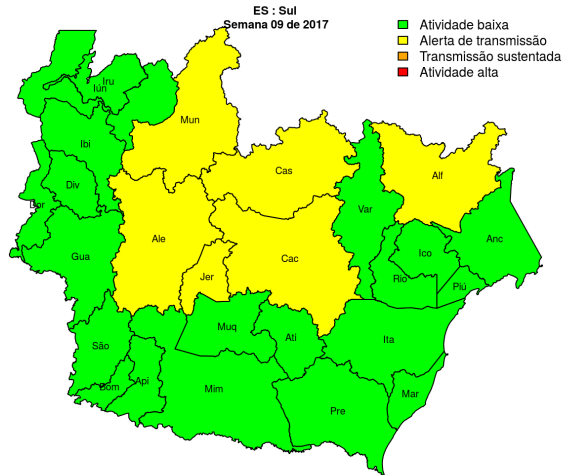 ES : Sul
Semana 09 de 2017
Atividade baixa
Alerta de transmissão
Transmissão sustentada
Atividade alta
Iru
Iún
Mun
Ibi
Cas
Alf
Div
Dor
Var
Ale
Anc
Gua
Cac
Ico
Jer
Rio
Piú
Muq
Ati
Ita
São
Api
Dom
Mim
Mar
Pre